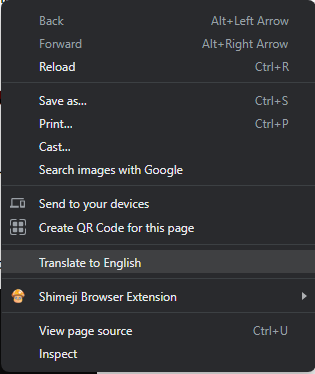 Back Alt+Left Arrow
Forward Alt+Right Arrow
Reload Ctrl+R
Save as... Ctrl+S
Print... Ctrl+P
Cast...
Search images with Google
Send to your devices
Create QR Code for this page
Translate to English
Shimeji Browser Extension
View page source Ctrl+U
Inspect